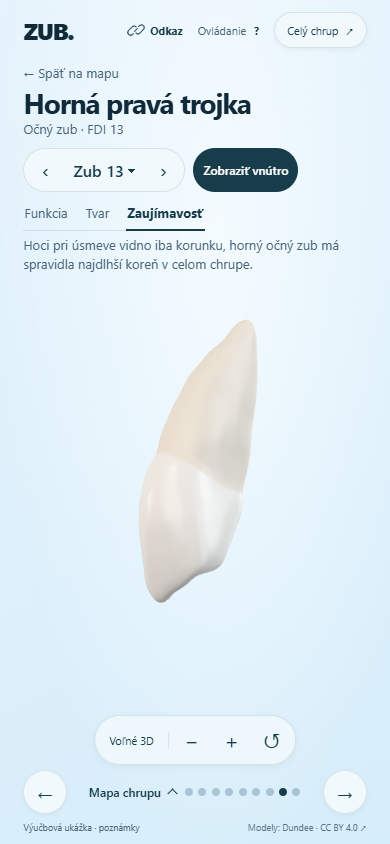 ZUB.
Odkaz Ovládanie ? Celý chrup ↗
← Späť na mapu
Horná pravá trojka
Očný zub · FDI 13
‹ Zub 13 › Zobraziť vnútro
Funkcia Tvar Zaujímavosť
Hoci pri úsmeve vidno iba korunku, horný očný zub má
spravidla najdlhší koreň v celom chrupe.
Voľné 3D − + ↺
← Mapa chrupu →
Výučbová ukážka · poznámky Modely: Dundee · CC BY 4.0 ↗